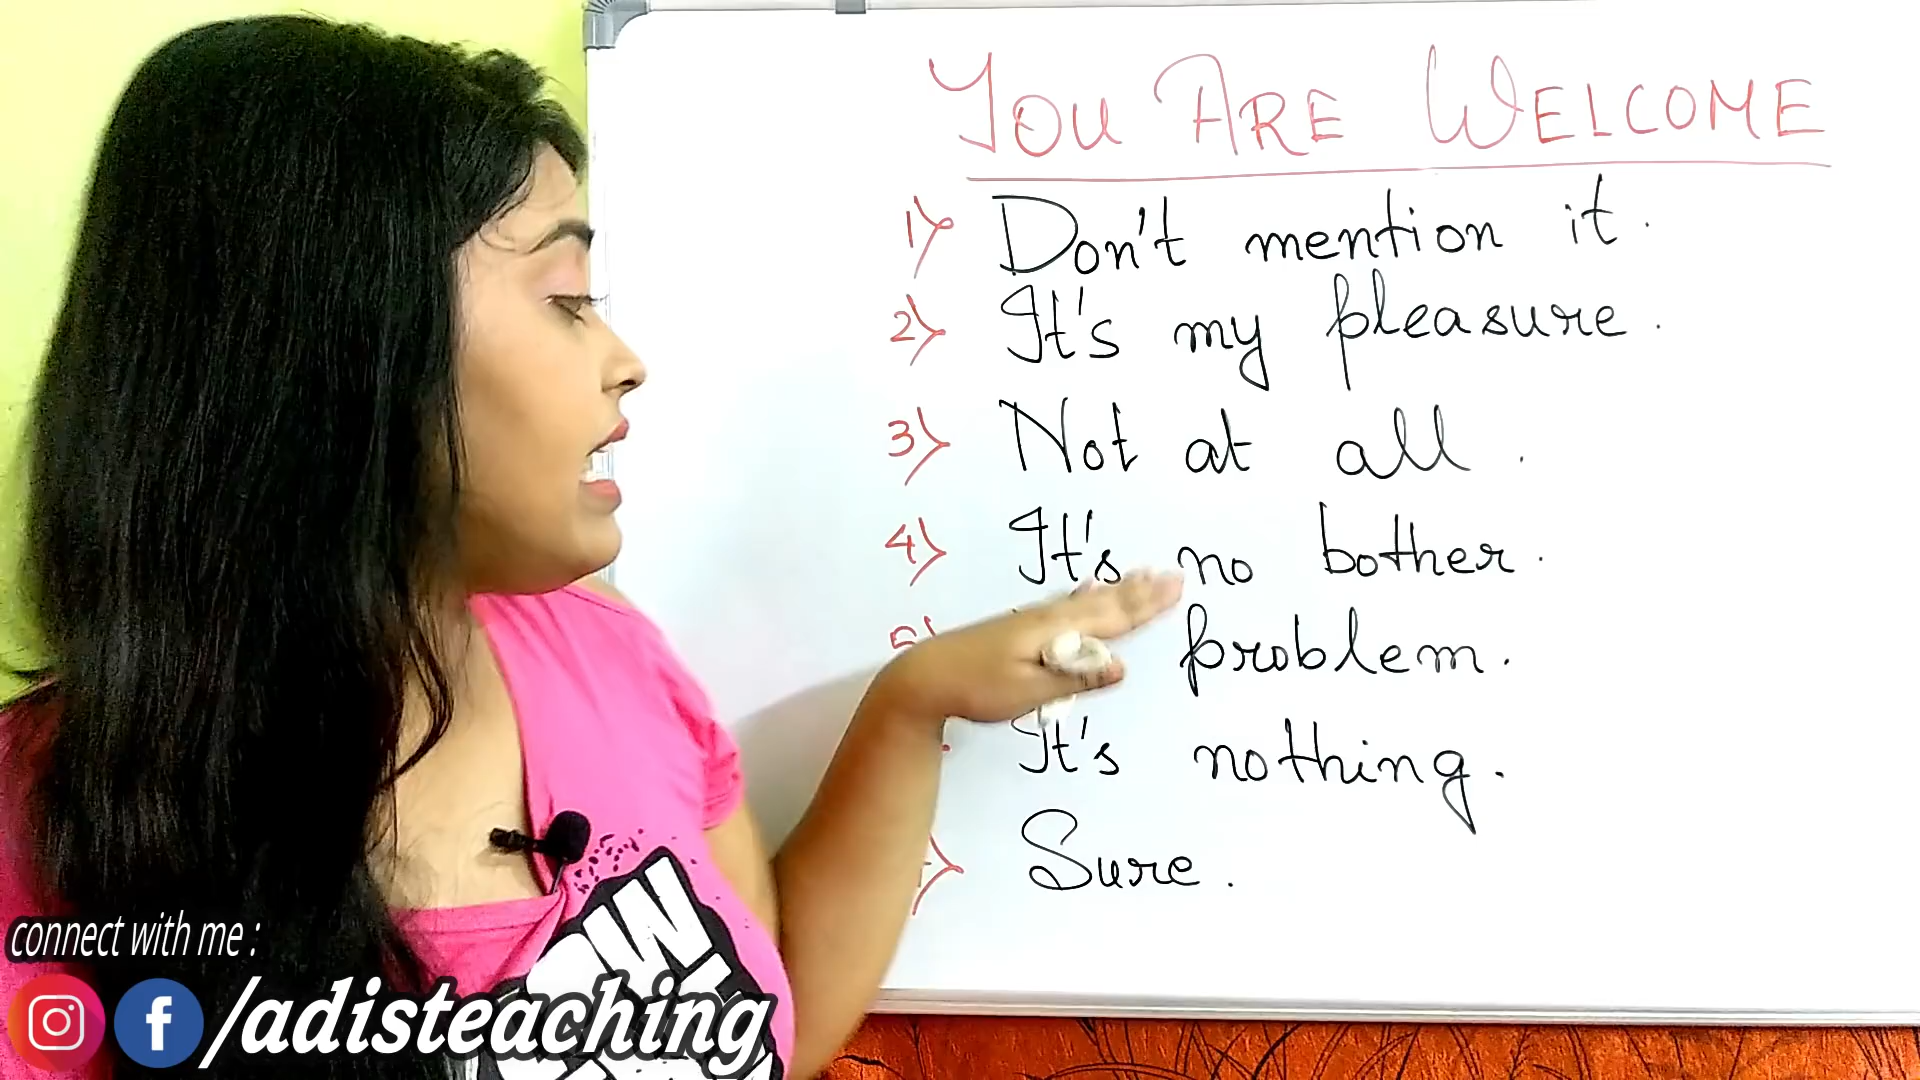 YOU ARE WELCOME
1) Don't mention it.
2) It's my pleasure.
3) Not at all.
4) It's no bother.
problem.
It's nothing.
Sure.
connect with me :
/adisteaching